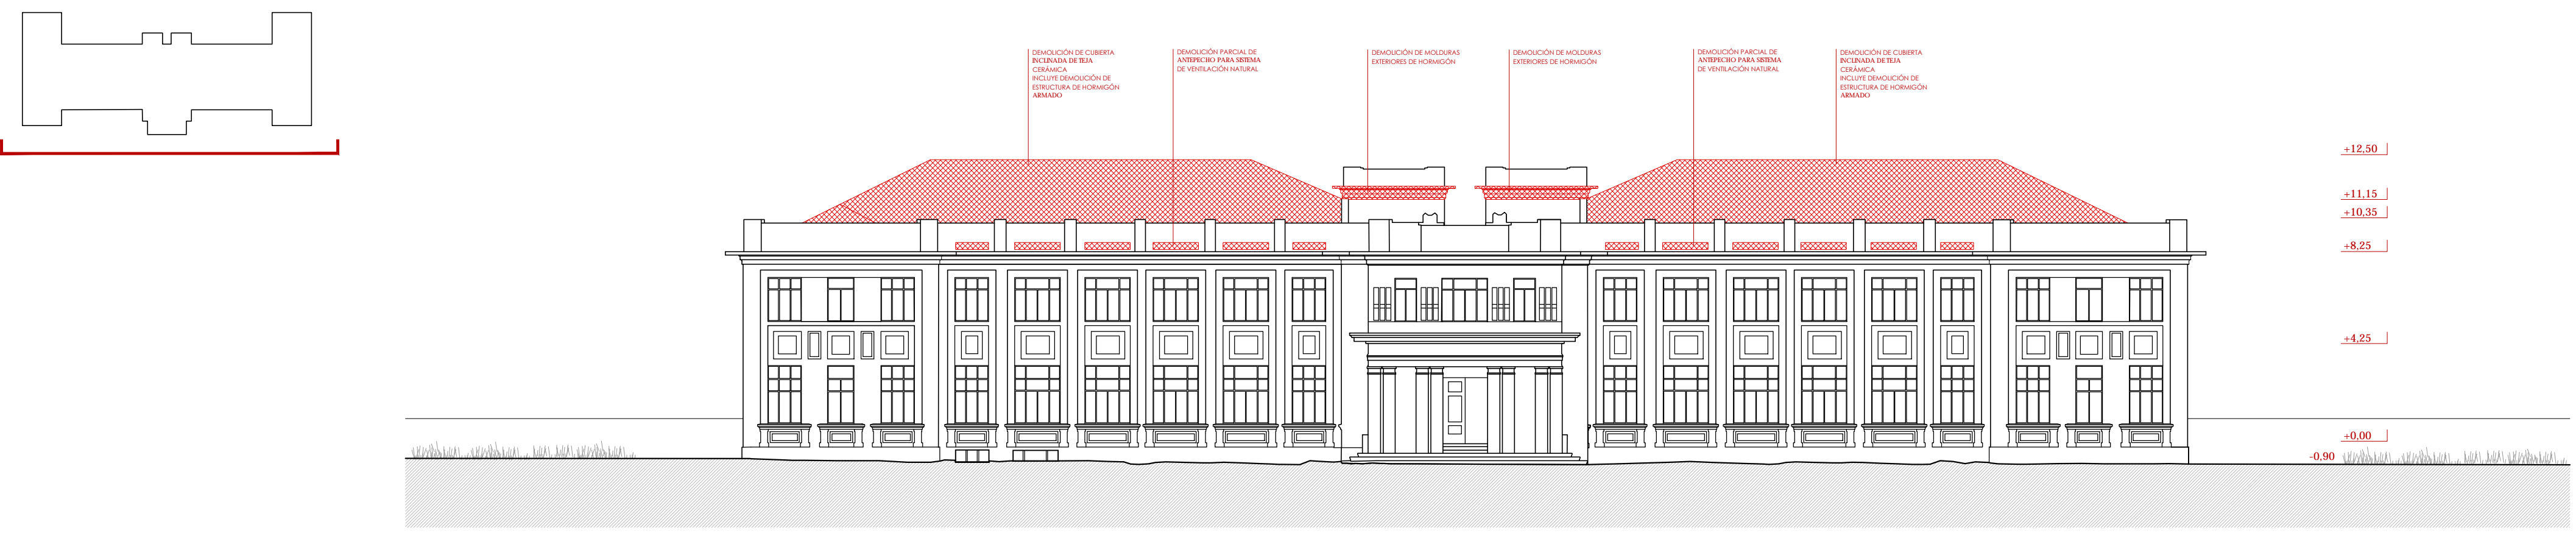 DEMOLICIÓN DE CUBIERTA
INCLINADA DE TEJA
CERÁMICA
INCLUYE DEMOLICIÓN DE
ESTRUCTURA DE HORMIGÓN
ARMADO
DEMOLICIÓN PARCIAL DE
ANTEPECHO PARA SISTEMA
DE VENTILACIÓN NATURAL
DEMOLICIÓN DE MOLDURAS
EXTERIORES DE HORMIGÓN
DEMOLICIÓN DE MOLDURAS
EXTERIORES DE HORMIGÓN
DEMOLICIÓN PARCIAL DE
ANTEPECHO PARA SISTEMA
DE VENTILACIÓN NATURAL
DEMOLICIÓN DE CUBIERTA
INCLINADA DE TEJA
CERÁMICA
INCLUYE DEMOLICIÓN DE
ESTRUCTURA DE HORMIGÓN
ARMADO
+12,50
+11,15
+10,35
+8,25
+4,25
+0,00
-0,90